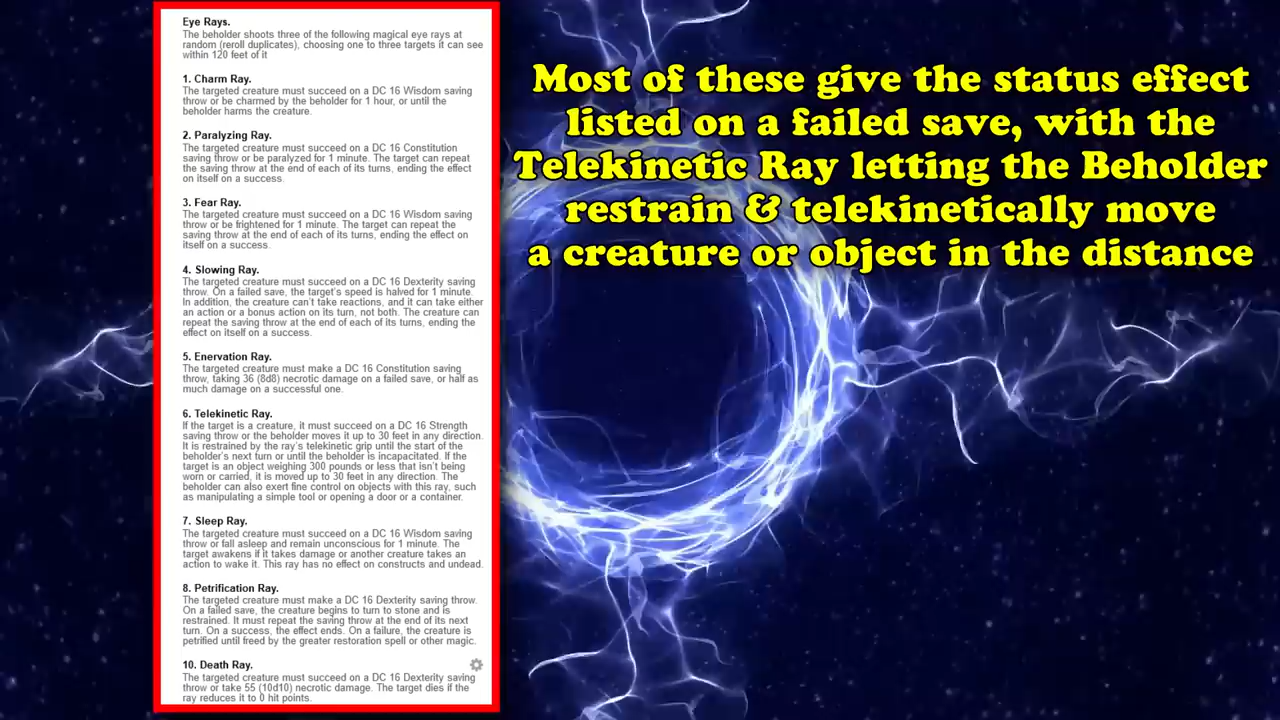 Eye Rays.
The beholder shoots three of the following magical eye rays at
random (reroll duplicates), choosing one to three targets it can see
within 120 feet of it
1. Charm Ray.
The targeted creature must succeed on a DC 16 Wisdom saving
throw or be charmed by the beholder for 1 hour, or until the
beholder harms the creature.
2. Paralyzing Ray.
The targeted creature must succeed on a DC 16 Constitution
saving throw or be paralyzed for 1 minute. The target can repeat
the saving throw at the end of each of its turns, ending the effect
on itself on a success.
3. Fear Ray.
The targeted creature must succeed on a DC 16 Wisdom saving
throw or be frightened for 1 minute. The target can repeat the
saving throw at the end of each of its turns, ending the effect on
itself on a success.
4. Slowing Ray.
The targeted creature must succeed on a DC 16 Dexterity saving
throw. On a failed save, the target's speed is halved for 1 minute.
In addition, the creature can't take reactions, and it can take either
an action or a bonus action on its turn, not both. The creature can
repeat the saving throw at the end of each of its turns, ending the
effect on itself on a success.
5. Enervation Ray.
The targeted creature must make a DC 16 Constitution saving
throw, taking 36 (8d8) necrotic damage on a failed save, or half as
much damage on a successful one.
6. Telekinetic Ray.
If the target is a creature, it must succeed on a DC 16 Strength
saving throw or the beholder moves it up to 30 feet in any direction.
It is restrained by the ray's telekinetic grip until the start of the
beholder's next turn or until the beholder is incapacitated. If the
target is an object weighing 300 pounds or less that isn't being
worn or carried, it is moved up to 30 feet in any direction. The
beholder can also exert fine control on objects with this ray, such
as manipulating a simple tool or opening a door or a container.
7. Sleep Ray.
The targeted creature must succeed on a DC 16 Wisdom saving
throw or fall asleep and remain unconscious for 1 minute. The
target awakens if it takes damage or another creature takes an
action to wake it. This ray has no effect on constructs and undead.
8. Petrification Ray.
The targeted creature must make a DC 16 Dexterity saving throw.
On a failed save, the creature begins to turn to stone and is
restrained. It must repeat the saving throw at the end of its next
turn. On a success, the effect ends. On a failure, the creature is
petrified until freed by the greater restoration spell or other magic.
10. Death Ray.
The targeted creature must succeed on a DC 16 Dexterity saving
throw or take 55 (10d10) necrotic damage. The target dies if the
ray reduces it to 0 hit points.
Most of these give the status effect
listed on a failed save, with the
Telekinetic Ray letting the Beholder
restrain & telekinetically move
a creature or object in the distance